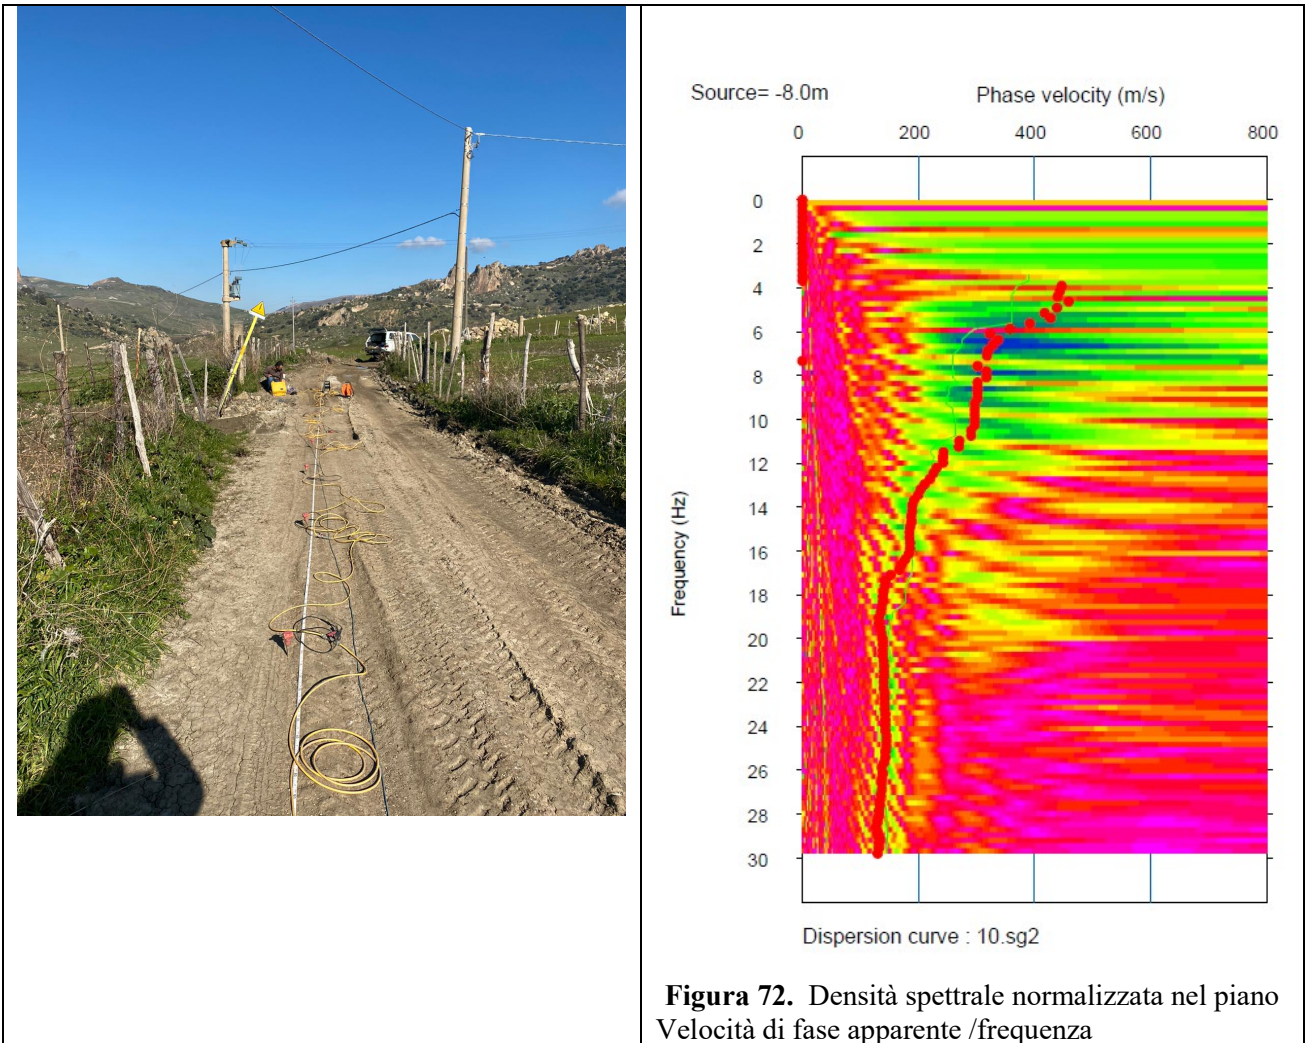 Source= -8.0m
Phase velocity (m/s)
0 200 400 600 800
0
2
4
6
8
10
12
14
16
18
20
22
24
26
28
30
Frequency (Hz)
Dispersion curve : 10.sg2
Figura 72. Densità spettrale normalizzata nel piano
Velocità di fase apparente /frequenza